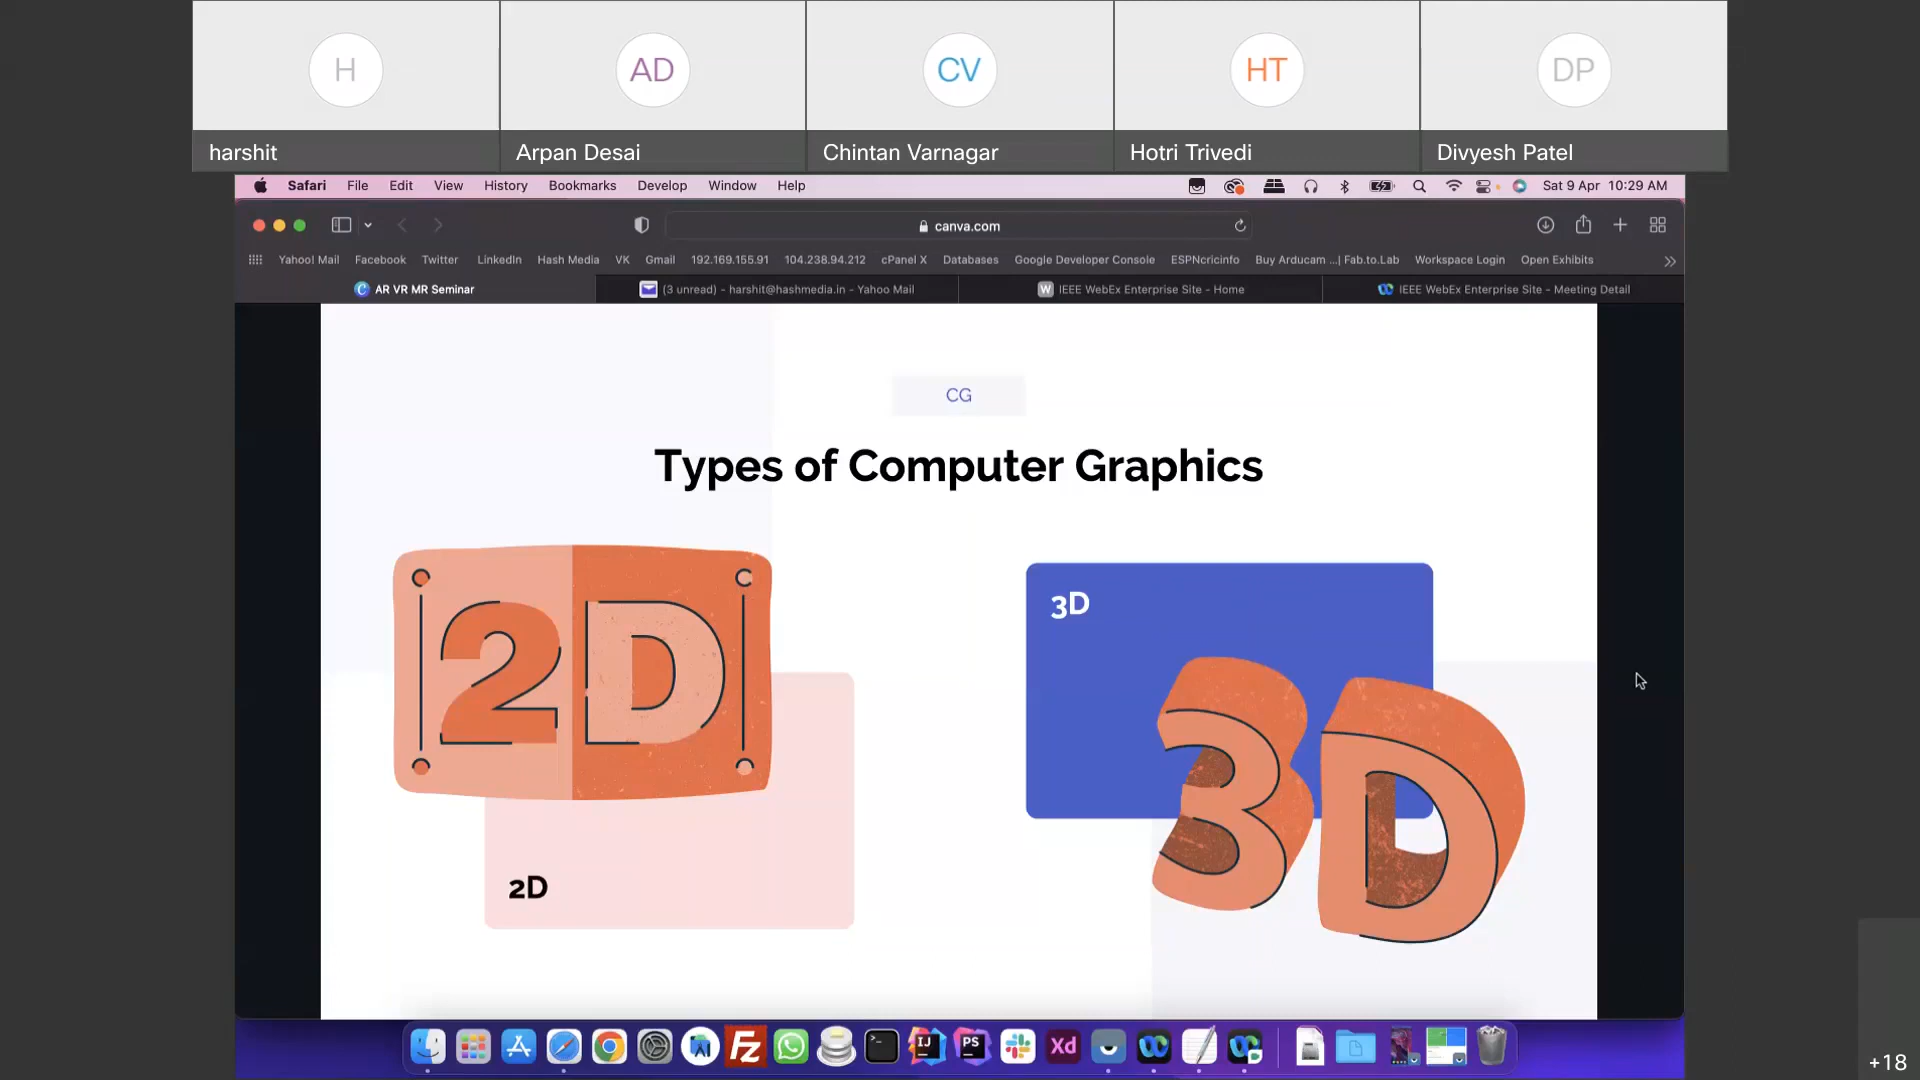 H
AD
CV
HT
DP
harshit
Arpan Desai
Chintan Varnagar
Hotri Trivedi
Divyesh Patel
Safari File Edit View History Bookmarks Develop Window Help Sat 9 Apr 10:29 AM
canva.com
Yahoo! Mail Facebook Twitter LinkedIn Hash Media VK Gmail 192.169.155.91 104.238.94.212 cPanel X Databases Google Developer Console ESPNcricinfo Buy Arducam ...| Fab.to.Lab Workspace Login Open Exhibits
AR VR MR Seminar
(3 unread) - harshit@hashmedia.in - Yahoo Mail
W IEEE WebEx Enterprise Site - Home
IEEE WebEx Enterprise Site - Meeting Detail
CG
Types of Computer Graphics
2D
2D
3D
3D
Fz
IJ
PS
Xd
+18